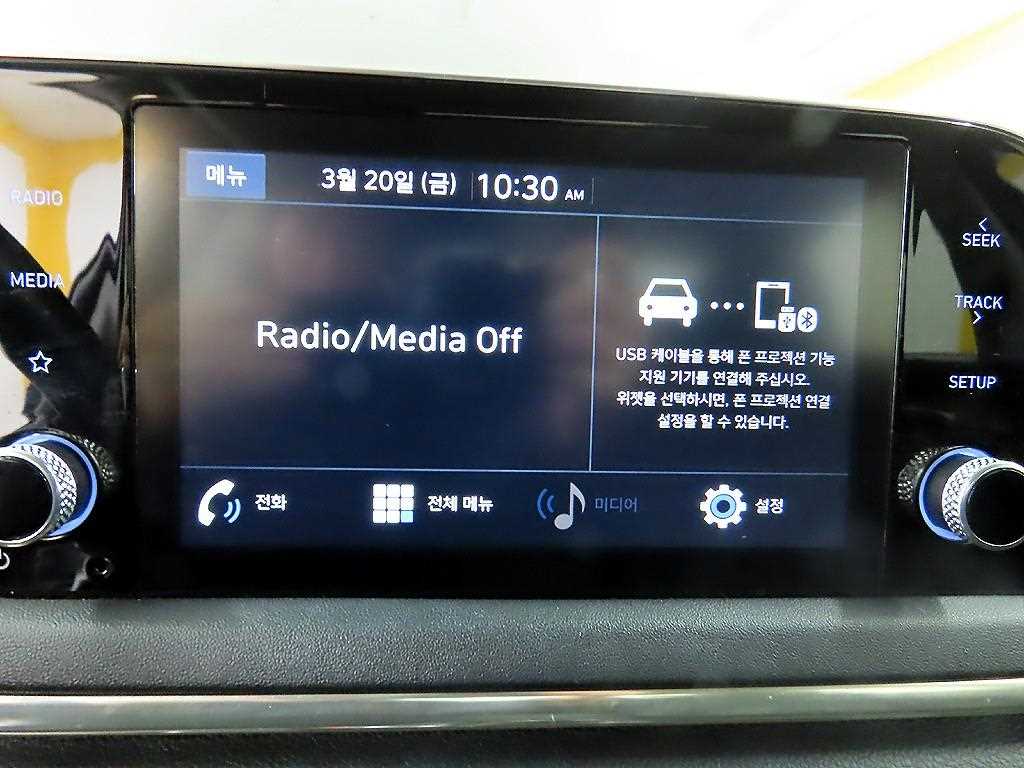 RADIO
MEDIA
메뉴
3월 20일 (금) 10:30 AM
Radio/Media Off
USB 케이블을 통해 폰 프로젝션 기능
지원 기기를 연결해 주십시오.
위젯을 선택하시면, 폰 프로젝션 연결
설정을 할 수 있습니다.
전화
전체 메뉴
미디어
설정
SEEK
TRACK
SETUP